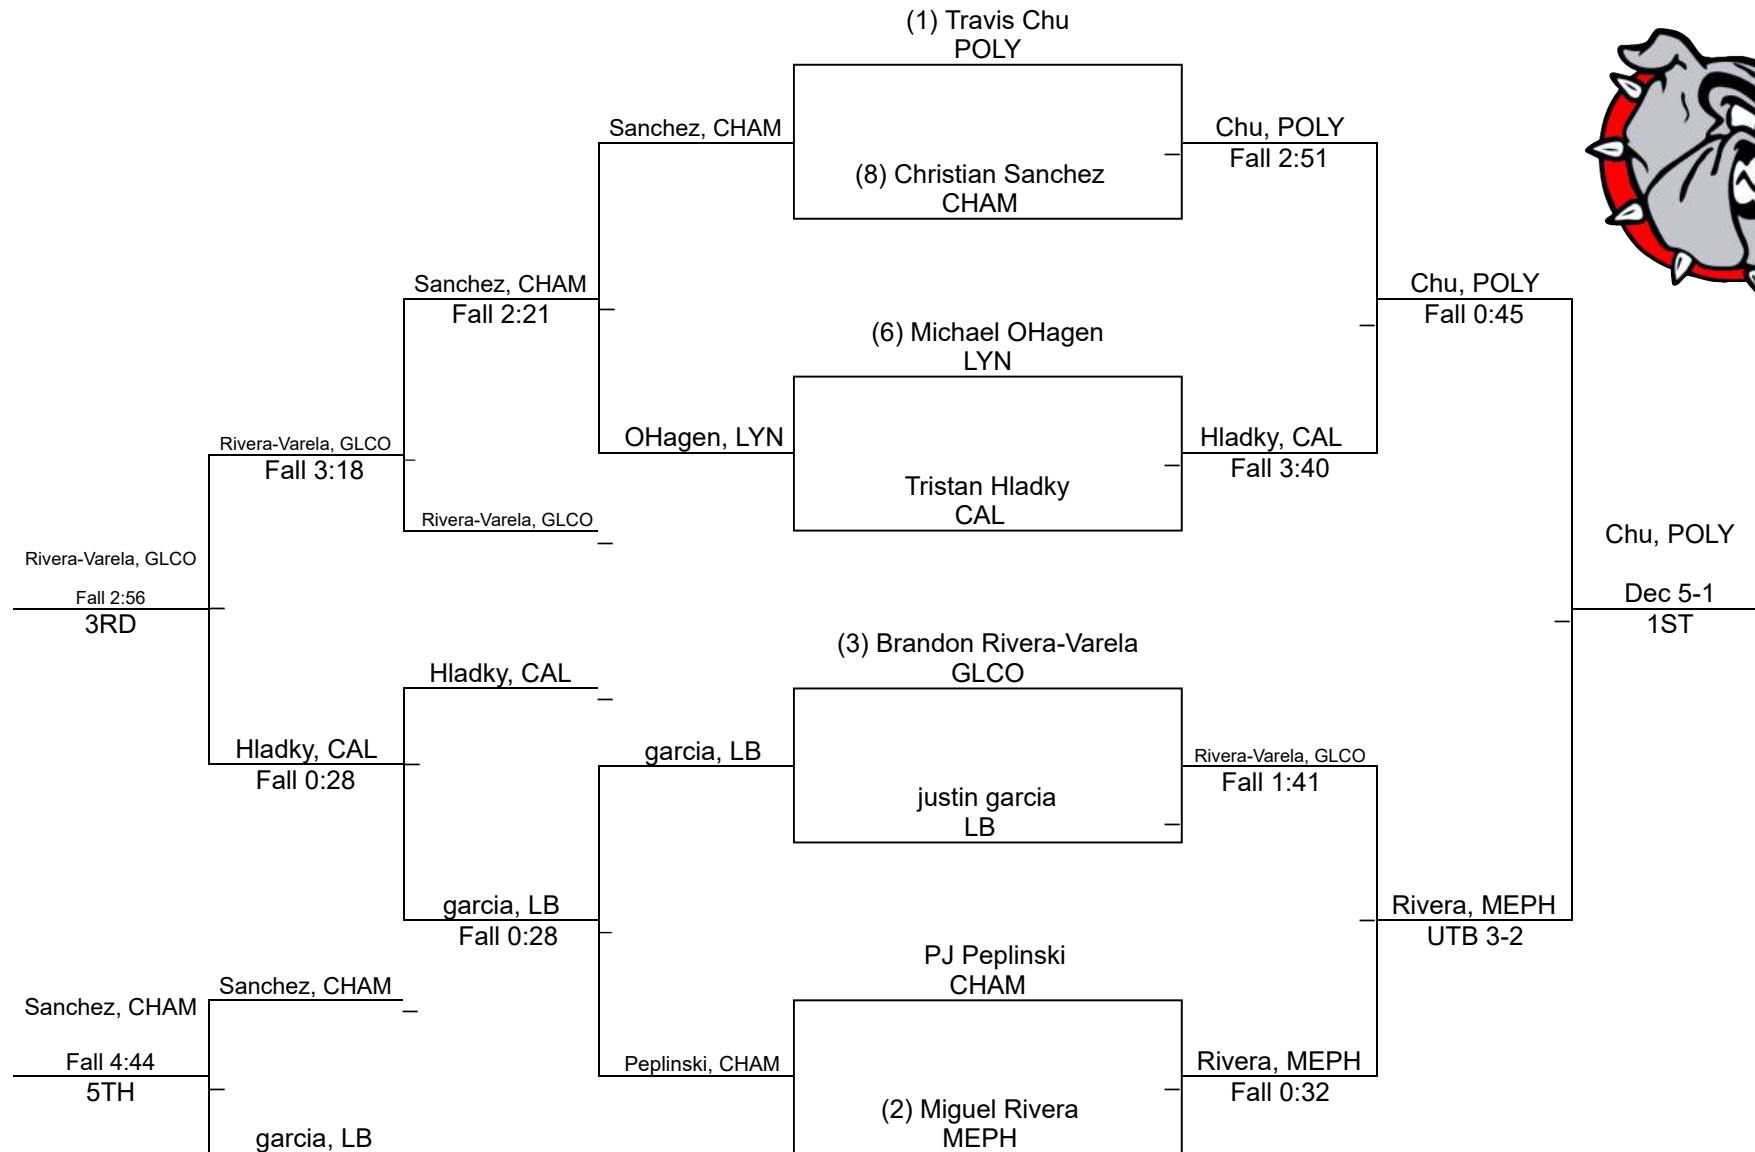 (1) Travis Chu
POLY
Sanchez, CHAM
Chu, POLY
Fall 2:51
(8) Christian Sanchez
CHAM
Sanchez, CHAM
Fall 2:21
Chu, POLY
Fall 0:45
(6) Michael OHagen
LYN
Rivera-Varela, GLCO
Fall 3:18
OHagen, LYN
Hladky, CAL
Fall 3:40
Tristan Hladky
CAL
Rivera-Varela, GLCO
Rivera-Varela, GLCO
Fall 2:56
3RD
Chu, POLY
Dec 5-1
1ST
(3) Brandon Rivera-Varela
GLCO
Hladky, CAL
Hladky, CAL
Fall 0:28
garcia, LB
Rivera-Varela, GLCO
Fall 1:41
justin garcia
LB
garcia, LB
Fall 0:28
Rivera, MEPH
UTB 3-2
PJ Peplinski
CHAM
Sanchez, CHAM
Sanchez, CHAM
Fall 4:44
5TH
Peplinski, CHAM
Rivera, MEPH
Fall 0:32
(2) Miguel Rivera
MEPH
garcia, LB